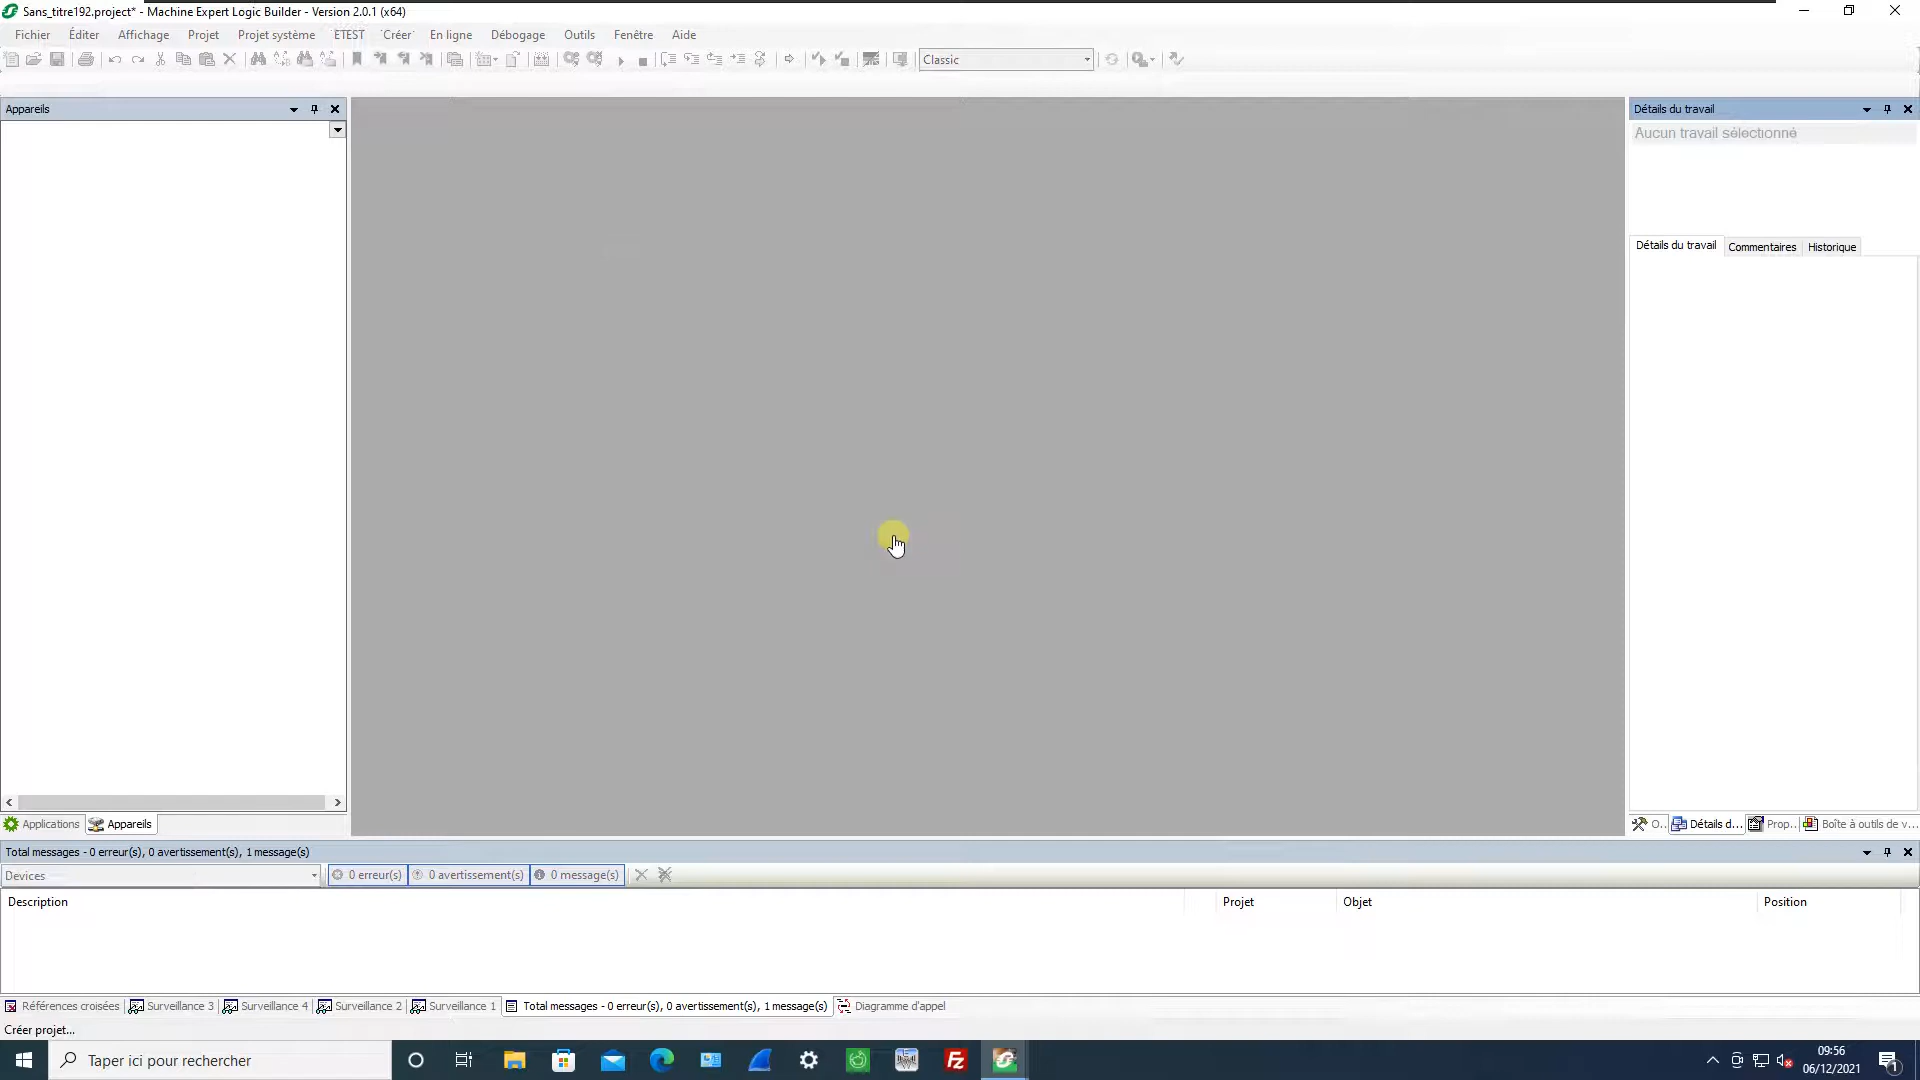 Sans_titre192.project* - Machine Expert Logic Builder - Version 2.0.1 (x64)
Fichier Éditer Affichage Projet Projet système ETEST Créer En ligne Débogage Outils Fenêtre Aide
Classic
Appareils
Détails du travail
Aucun travail sélectionné
Détails du travail Commentaires Historique
Applications Appareils
O... Détails d... Prop... Boîte à outils de v...
Total messages - 0 erreur(s), 0 avertissement(s), 1 message(s)
Devices 0 erreur(s) 0 avertissement(s) 0 message(s)
Description Projet Objet Position
Références croisées Surveillance 3 Surveillance 4 Surveillance 2 Surveillance 1 Total messages - 0 erreur(s), 0 avertissement(s), 1 message(s) Diagramme d'appel
Créer projet...
Taper ici pour rechercher
Fz
09:56
06/12/2021
1